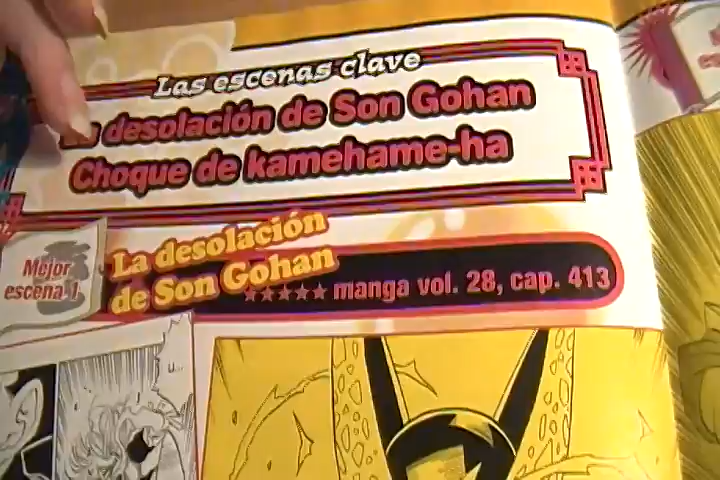 Las escenas clave
La desolación de Son Gohan
Choque de kamehame-ha
Mejor
escena 1
La desolación
de Son Gohan
★★★★★ manga vol. 28, cap. 413
U...